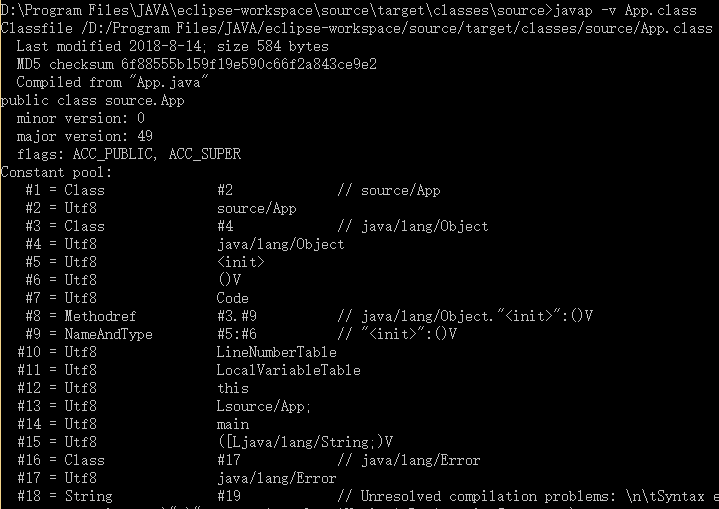 D:\Program Files\JAVA\eclipse-workspace\source\target\classes\source>javap -v App.class
Classfile /D:/Program Files/JAVA/eclipse-workspace/source/target/classes/source/App.class
Last modified 2018-8-14; size 584 bytes
MD5 checksum 6f88555b159f19e590c66f2a843ce9e2
Compiled from "App.java"
public class source.App
minor version: 0
major version: 49
flags: ACC_PUBLIC, ACC_SUPER
Constant pool:
#1 = Class #2 // source/App
#2 = Utf8 source/App
#3 = Class #4 // java/lang/Object
#4 = Utf8 java/lang/Object
#5 = Utf8 <init>
#6 = Utf8 ()V
#7 = Utf8 Code
#8 = Methodref #3.#9 // java/lang/Object."<init>":()V
#9 = NameAndType #5:#6 // "<init>":()V
#10 = Utf8 LineNumberTable
#11 = Utf8 LocalVariableTable
#12 = Utf8 this
#13 = Utf8 Lsource/App;
#14 = Utf8 main
#15 = Utf8 ([Ljava/lang/String;)V
#16 = Class #17 // java/lang/Error
#17 = Utf8 java/lang/Error
#18 = String #19 // Unresolved compilation problems: \n\tSyntax e